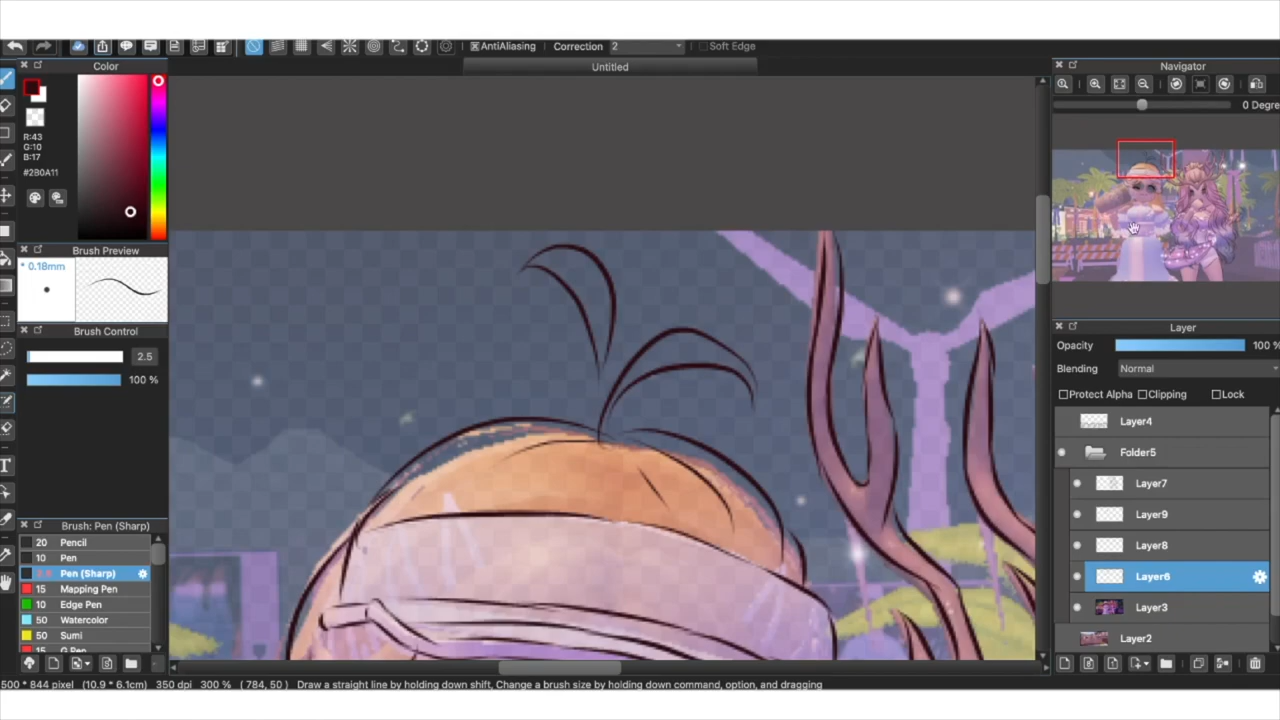 AntiAliasing Correction 2 Soft Edge
Color
Untitled
Navigator
0 Degre
R:43
G:10
B:17
#2B0A11
Brush Preview
* 0.18mm
Brush Control
2.5
100 %
Layer
Opacity 100 %
Blending Normal
Protect Alpha Clipping Lock
Layer4
Folder5
Layer7
Layer9
Layer8
Layer6
Layer3
Layer2
Brush: Pen (Sharp)
20 Pencil
10 Pen
Pen (Sharp)
15 Mapping Pen
10 Edge Pen
50 Watercolor
50 Sumi
15 G Pen
500 * 844 pixel (10.9 * 6.1cm) 350 dpi 300 % ( 784, 50 ) Draw a straight line by holding down shift, Change a brush size by holding down command, option, and dragging